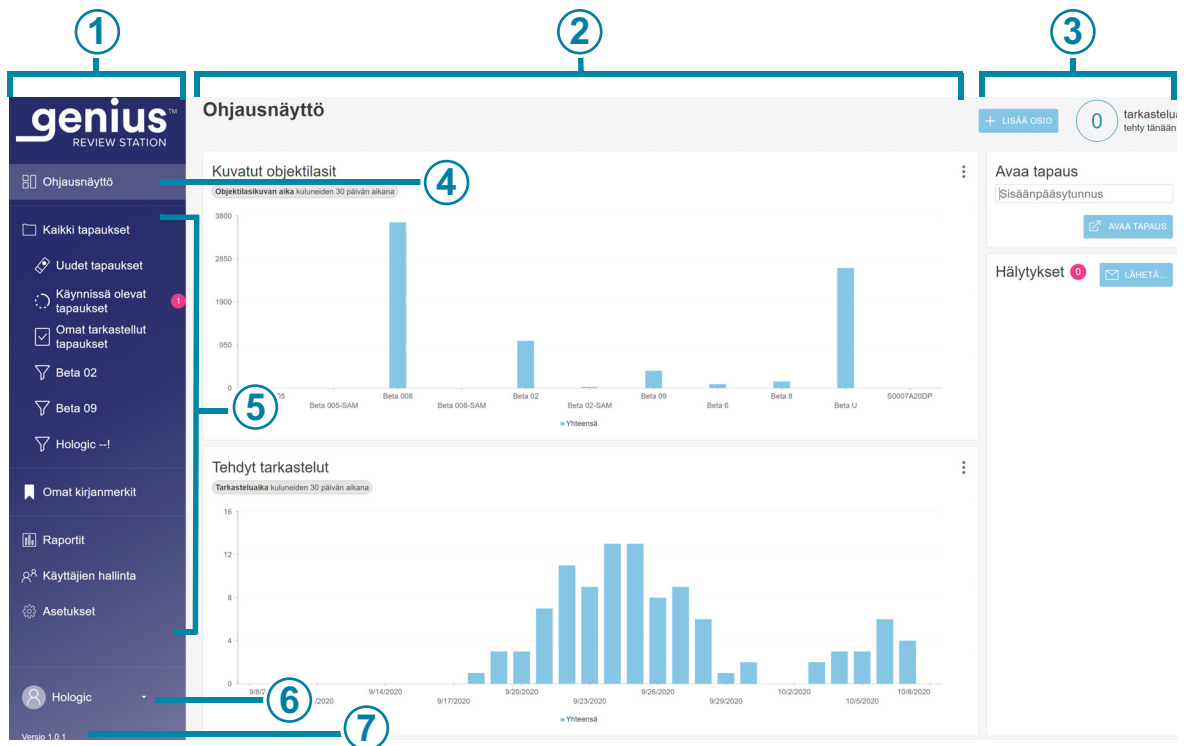 1
2
3
genius™
REVIEW STATION
Ohjausnäyttö
4
Kaikki tapaukset
Uudet tapaukset
Käynnissä olevat
tapaukset
1
Omat tarkastellut
tapaukset
Beta 02
Beta 09
Hologic --!
5
Omat kirjanmerkit
Raportit
Käyttäjien hallinta
Asetukset
Hologic
6
Versio 1.0.1
7
Ohjausnäyttö
+ LISÄÄ OSIO
0
tarkastelua
tehty tänään
Kuvatut objektilasit
Objektilasikuvan aika kuluneiden 30 päivän aikana
3800
2850
1900
950
0
Beta 005-SAM
Beta 008
Beta 008-SAM
Beta 02
Beta 02-SAM
Beta 09
Beta 6
Beta 8
Beta U
S0007A20DP
Yhteensä
Tehdyt tarkastelut
Tarkasteluaika kuluneiden 30 päivän aikana
16
12
8
4
0
9/14/2020
9/17/2020
9/20/2020
9/23/2020
9/26/2020
9/29/2020
10/2/2020
10/5/2020
10/8/2020
Yhteensä
Avaa tapaus
Sisäänpääsytunnus
AVAA TAPAUS
Hälytykset 0
LÄHETÄ...